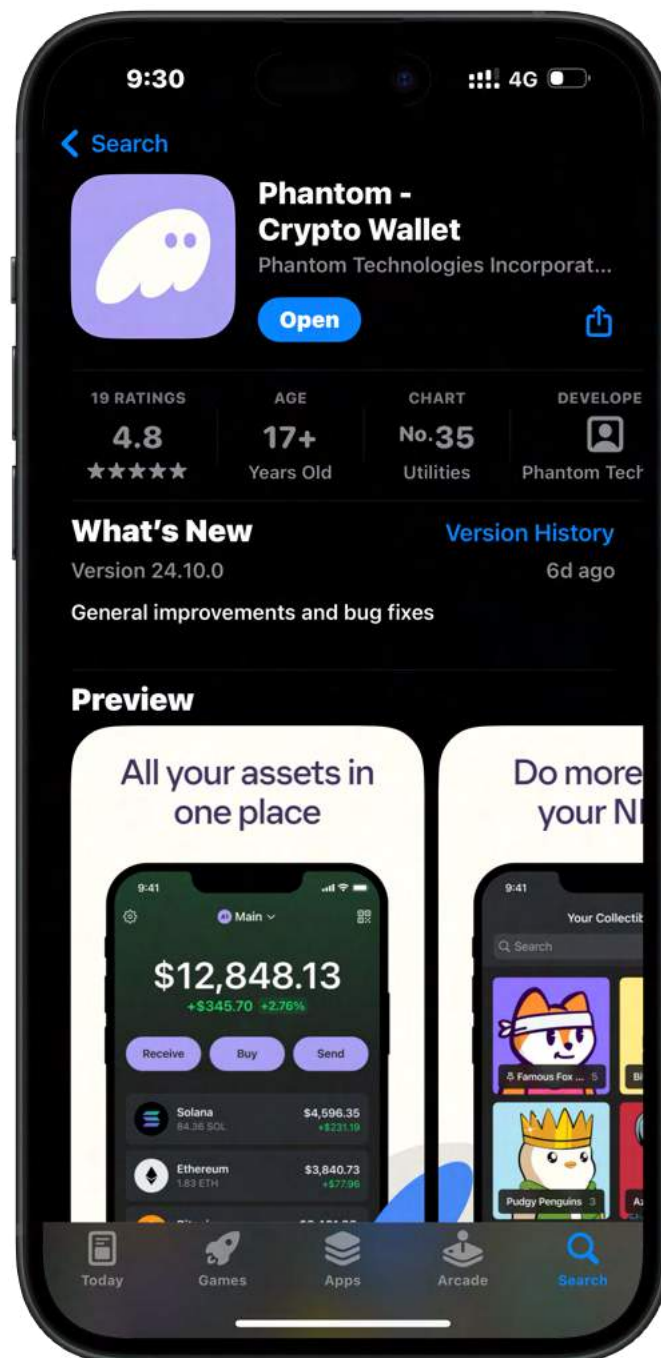 9:30
4G
Search
Phantom -
Crypto Wallet
Phantom Technologies Incorporat...
Open
19 RATINGS
AGE
CHART
DEVELOPE
4.8
17+
No.35
Years Old
Utilities
Phantom Tech
What's New
Version History
Version 24.10.0
6d ago
General improvements and bug fixes
Preview
All your assets in
one place
9:41
Main
$12,848.13
+$345.70 +2.76%
Receive
Buy
Send
Solana
$4,596.35
84.36 SOL
+$231.19
Ethereum
$3,840.73
1.83 ETH
+$77.96
Do more
your NF
9:41
Your Collectib
Search
Famous Fox ... 5
Bi
Pudgy Penguins 3
Az
Today
Games
Apps
Arcade
Search